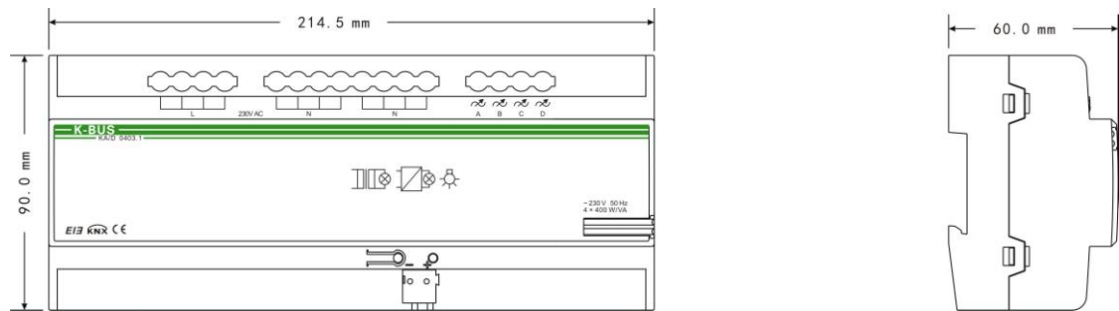 214.5 mm
60.0 mm
90.0 mm
L 230V AC N N A B C D
K-BUS
KA/D 0403.1
~230 V 50 Hz
4 × 400 W/VA
EIB KNX CE
− +